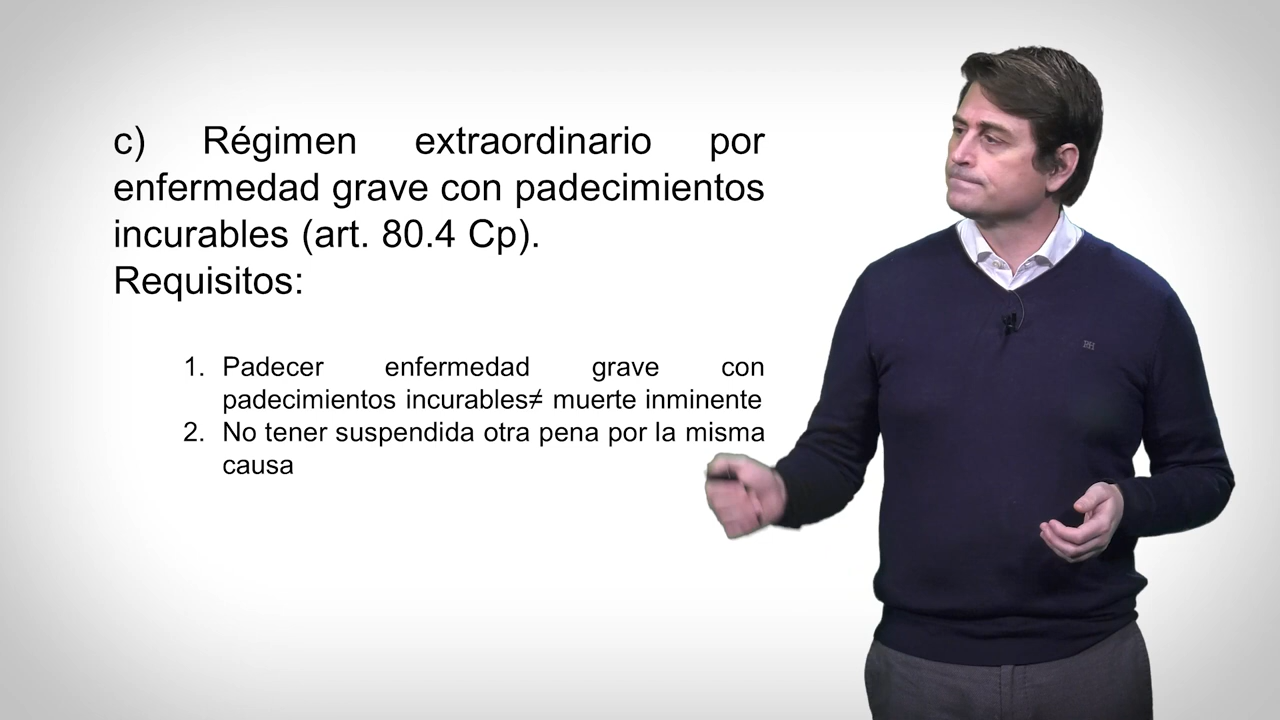 c) Régimen extraordinario por
enfermedad grave con padecimientos
incurables (art. 80.4 Cp).
Requisitos:
1. Padecer enfermedad grave con
padecimientos incurables≠ muerte inminente
2. No tener suspendida otra pena por la misma
causa